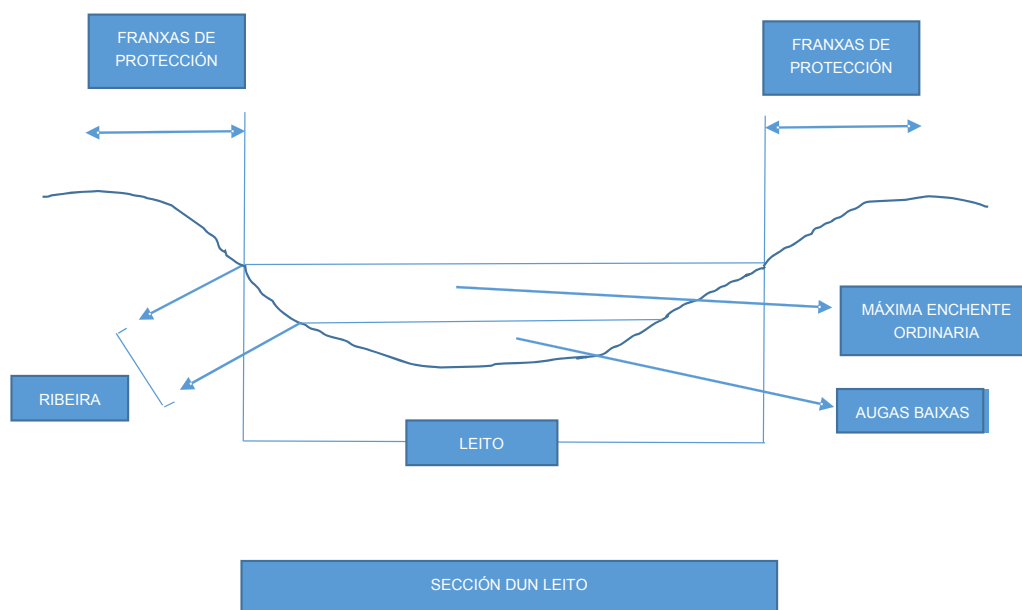 FRANXAS DE
PROTECCIÓN
FRANXAS DE
PROTECCIÓN
MÁXIMA ENCHENTE
ORDINARIA
RIBEIRA
AUGAS BAIXAS
LEITO
SECCIÓN DUN LEITO